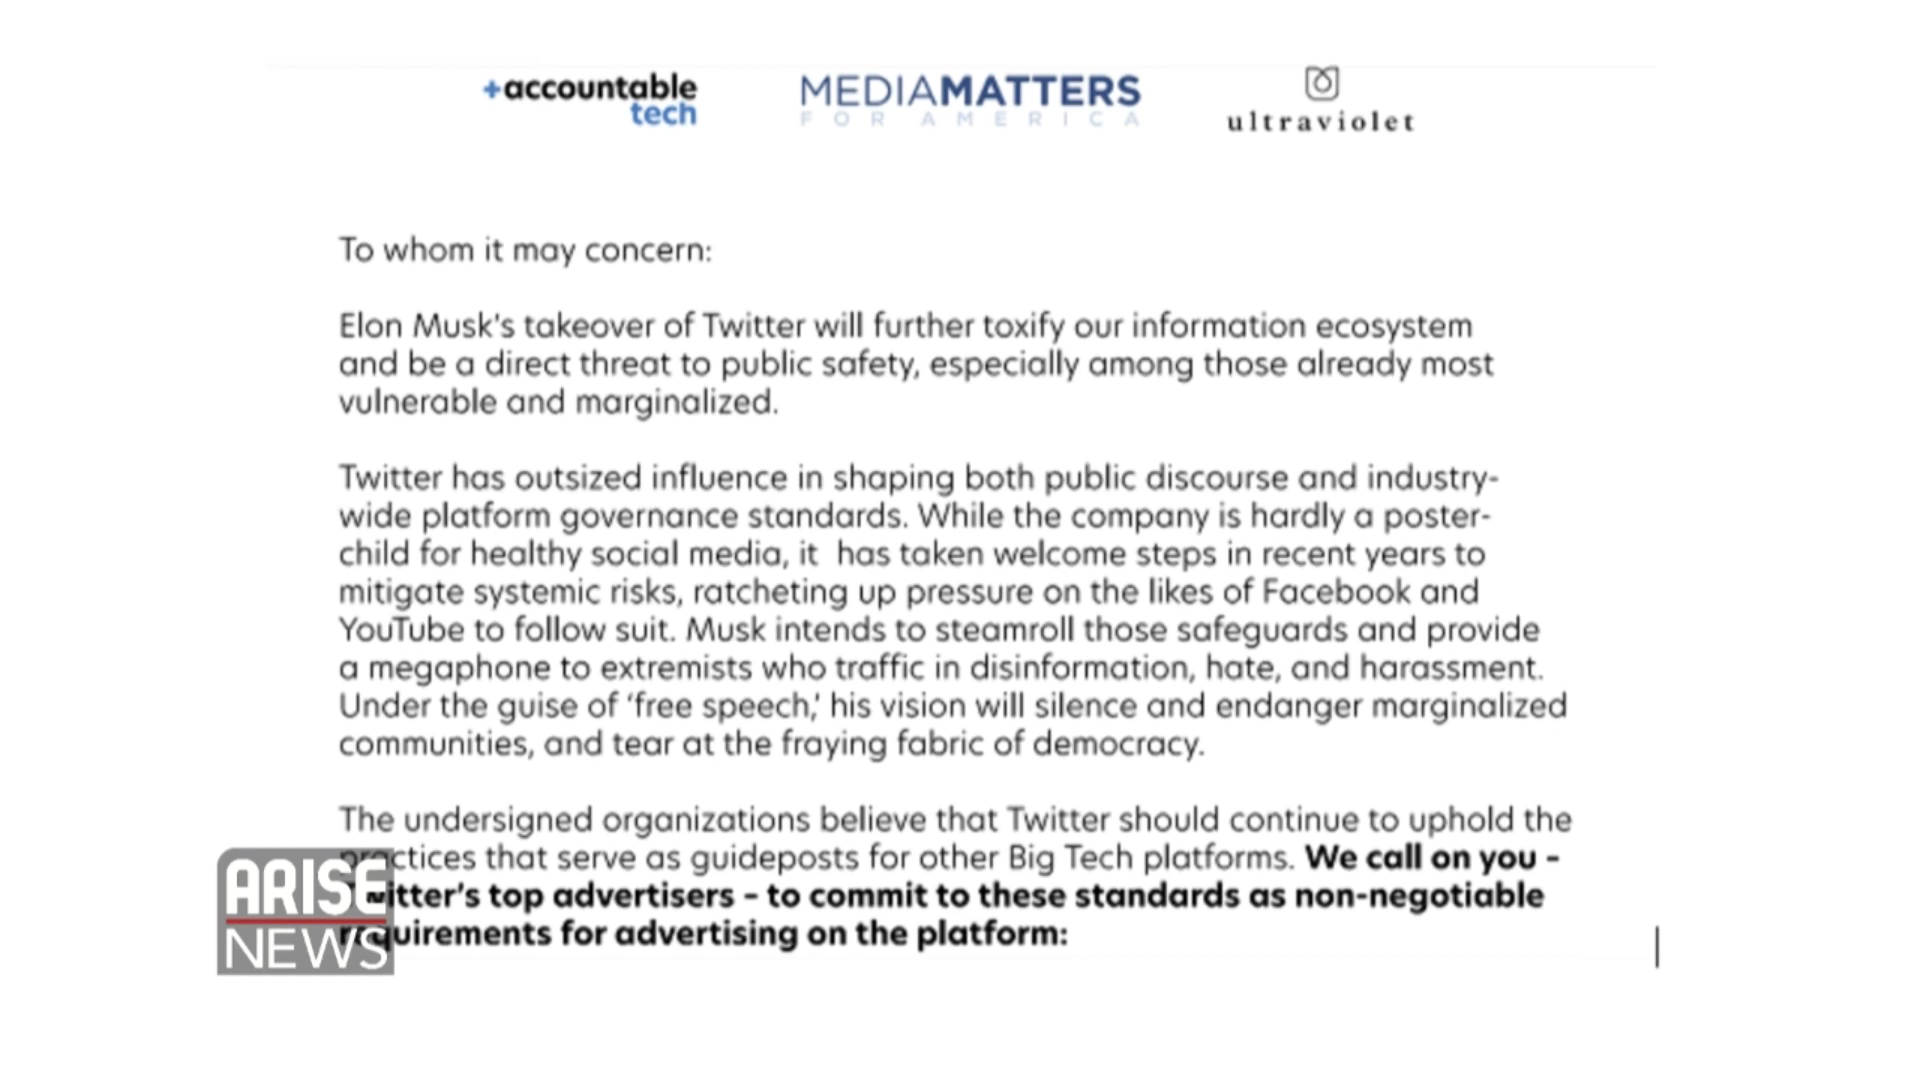 +accountable
tech
MEDIAMATTERS
FOR AMERICA
ultraviolet
To whom it may concern:
Elon Musk's takeover of Twitter will further toxify our information ecosystem
and be a direct threat to public safety, especially among those already most
vulnerable and marginalized.
Twitter has outsized influence in shaping both public discourse and industry-
wide platform governance standards. While the company is hardly a poster-
child for healthy social media, it  has taken welcome steps in recent years to
mitigate systemic risks, ratcheting up pressure on the likes of Facebook and
YouTube to follow suit. Musk intends to steamroll those safeguards and provide
a megaphone to extremists who traffic in disinformation, hate, and harassment.
Under the guise of ‘free speech,’ his vision will silence and endanger marginalized
communities, and tear at the fraying fabric of democracy.
The undersigned organizations believe that Twitter should continue to uphold the
practices that serve as guideposts for other Big Tech platforms. We call on you –
Twitter's top advertisers – to commit to these standards as non-negotiable
requirements for advertising on the platform:
ARISE
NEWS